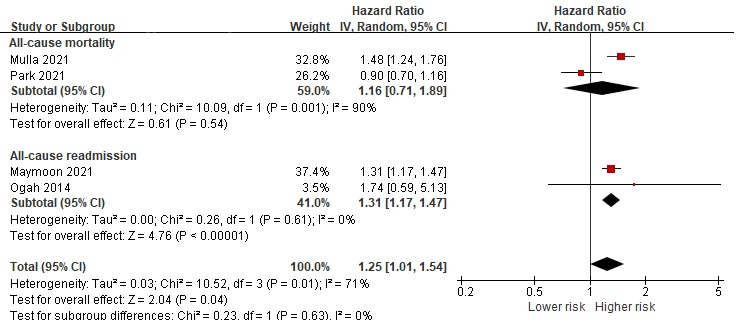 Hazard Ratio Hazard Ratio
Study or Subgroup Weight IV, Random, 95% CI IV, Random, 95% CI
All-cause mortality
Mulla 2021 32.8% 1.48 [1.24, 1.76]
Park 2021 26.2% 0.90 [0.70, 1.16]
Subtotal (95% CI) 59.0% 1.16 [0.71, 1.89]
Heterogeneity: Tau² = 0.11; Chi² = 10.09, df = 1 (P = 0.001); I² = 90%
Test for overall effect: Z = 0.61 (P = 0.54)
All-cause readmission
Maymoon 2021 37.4% 1.31 [1.17, 1.47]
Ogah 2014 3.5% 1.74 [0.59, 5.13]
Subtotal (95% CI) 41.0% 1.31 [1.17, 1.47]
Heterogeneity: Tau² = 0.00; Chi² = 0.26, df = 1 (P = 0.61); I² = 0%
Test for overall effect: Z = 4.76 (P < 0.00001)
Total (95% CI) 100.0% 1.25 [1.01, 1.54]
Heterogeneity: Tau² = 0.03; Chi² = 10.52, df = 3 (P = 0.01); I² = 71%
Test for overall effect: Z = 2.04 (P = 0.04)
Test for subgroup differences: Chi² = 0.23, df = 1 (P = 0.63), I² = 0%
0.2 0.5 1 2 5
Lower risk Higher risk